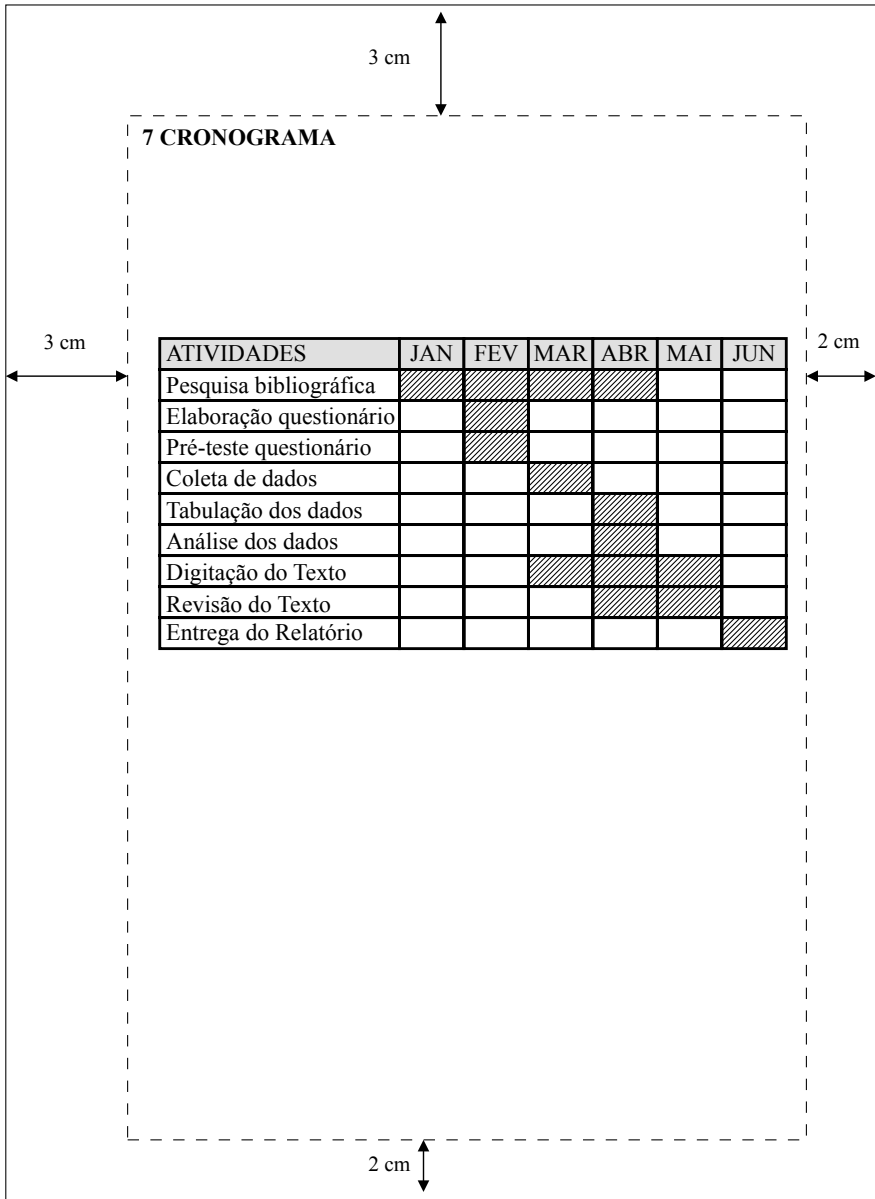 3 cm
7 CRONOGRAMA
3 cm
2 cm
ATIVIDADES JAN FEV MAR ABR MAI JUN
Pesquisa bibliográfica
Elaboração questionário
Pré-teste questionário
Coleta de dados
Tabulação dos dados
Análise dos dados
Digitação do Texto
Revisão do Texto
Entrega do Relatório
2 cm